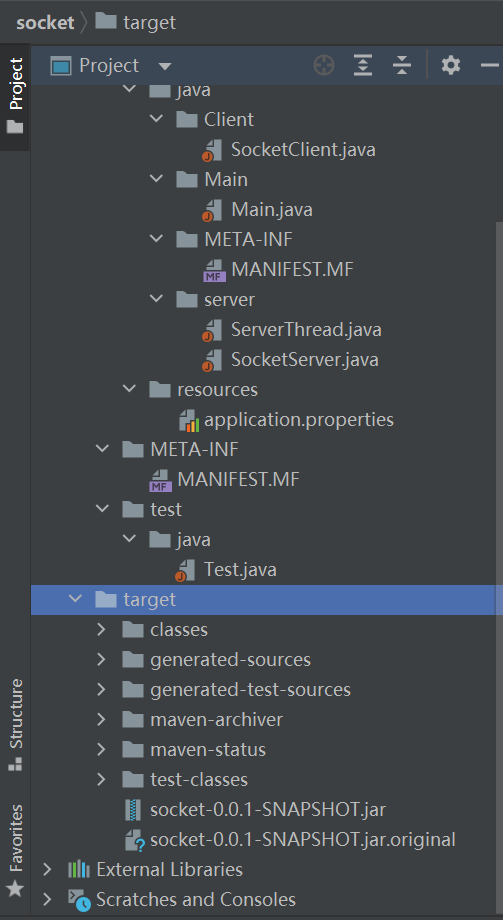 socket
target
Project
Project
java
Client
SocketClient.java
Main
Main.java
META-INF
MF
MANIFEST.MF
server
ServerThread.java
SocketServer.java
resources
application.properties
META-INF
MF
MANIFEST.MF
test
java
Test.java
target
classes
generated-sources
generated-test-sources
maven-archiver
maven-status
test-classes
socket-0.0.1-SNAPSHOT.jar
socket-0.0.1-SNAPSHOT.jar.original
External Libraries
Scratches and Consoles
Structure
Favorites